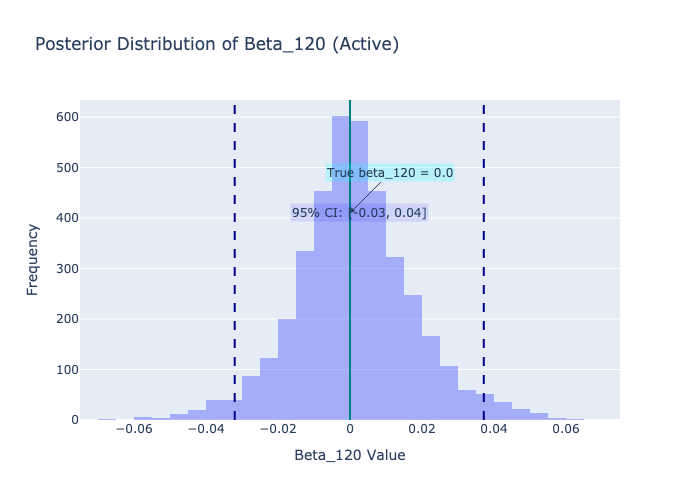 Posterior Distribution of Beta_120 (Active)
600
500
400
300
200
100
0
Frequency
True beta_120 = 0.0
95% CI: [-0.03, 0.04]
−0.06
−0.04
−0.02
0
0.02
0.04
0.06
Beta_120 Value